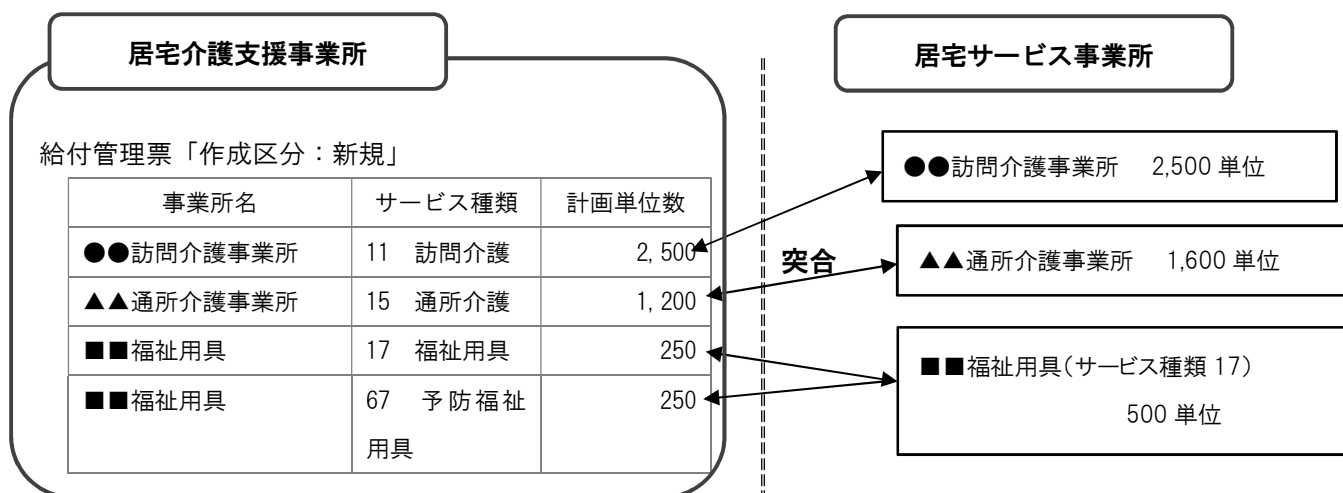 居宅介護支援事業所
居宅サービス事業所
給付管理票「作成区分：新規」
事業所名 サービス種類 計画単位数
●●訪問介護事業所 11 訪問介護 2,500
▲▲通所介護事業所 15 通所介護 1,200
■■福祉用具 17 福祉用具 250
■■福祉用具 67 予防福祉 250
用具
突合
●●訪問介護事業所 2,500 単位
▲▲通所介護事業所 1,600 単位
■■福祉用具（サービス種類 17）
500 単位